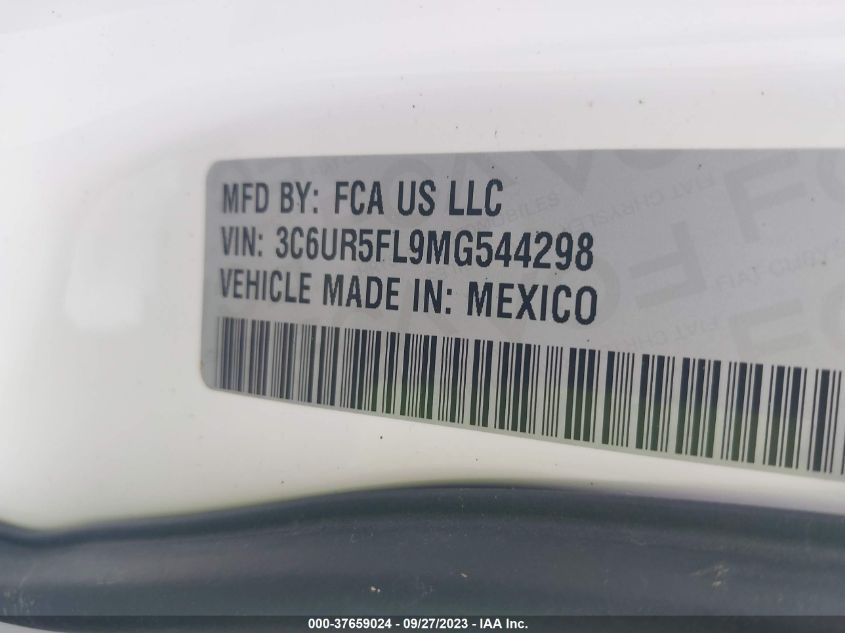 MFD BY: FCA US LLC
VIN: 3C6UR5FL9MG544298
VEHICLE MADE IN: MEXICO
000-37659024 - 09/27/2023 - IAA Inc.